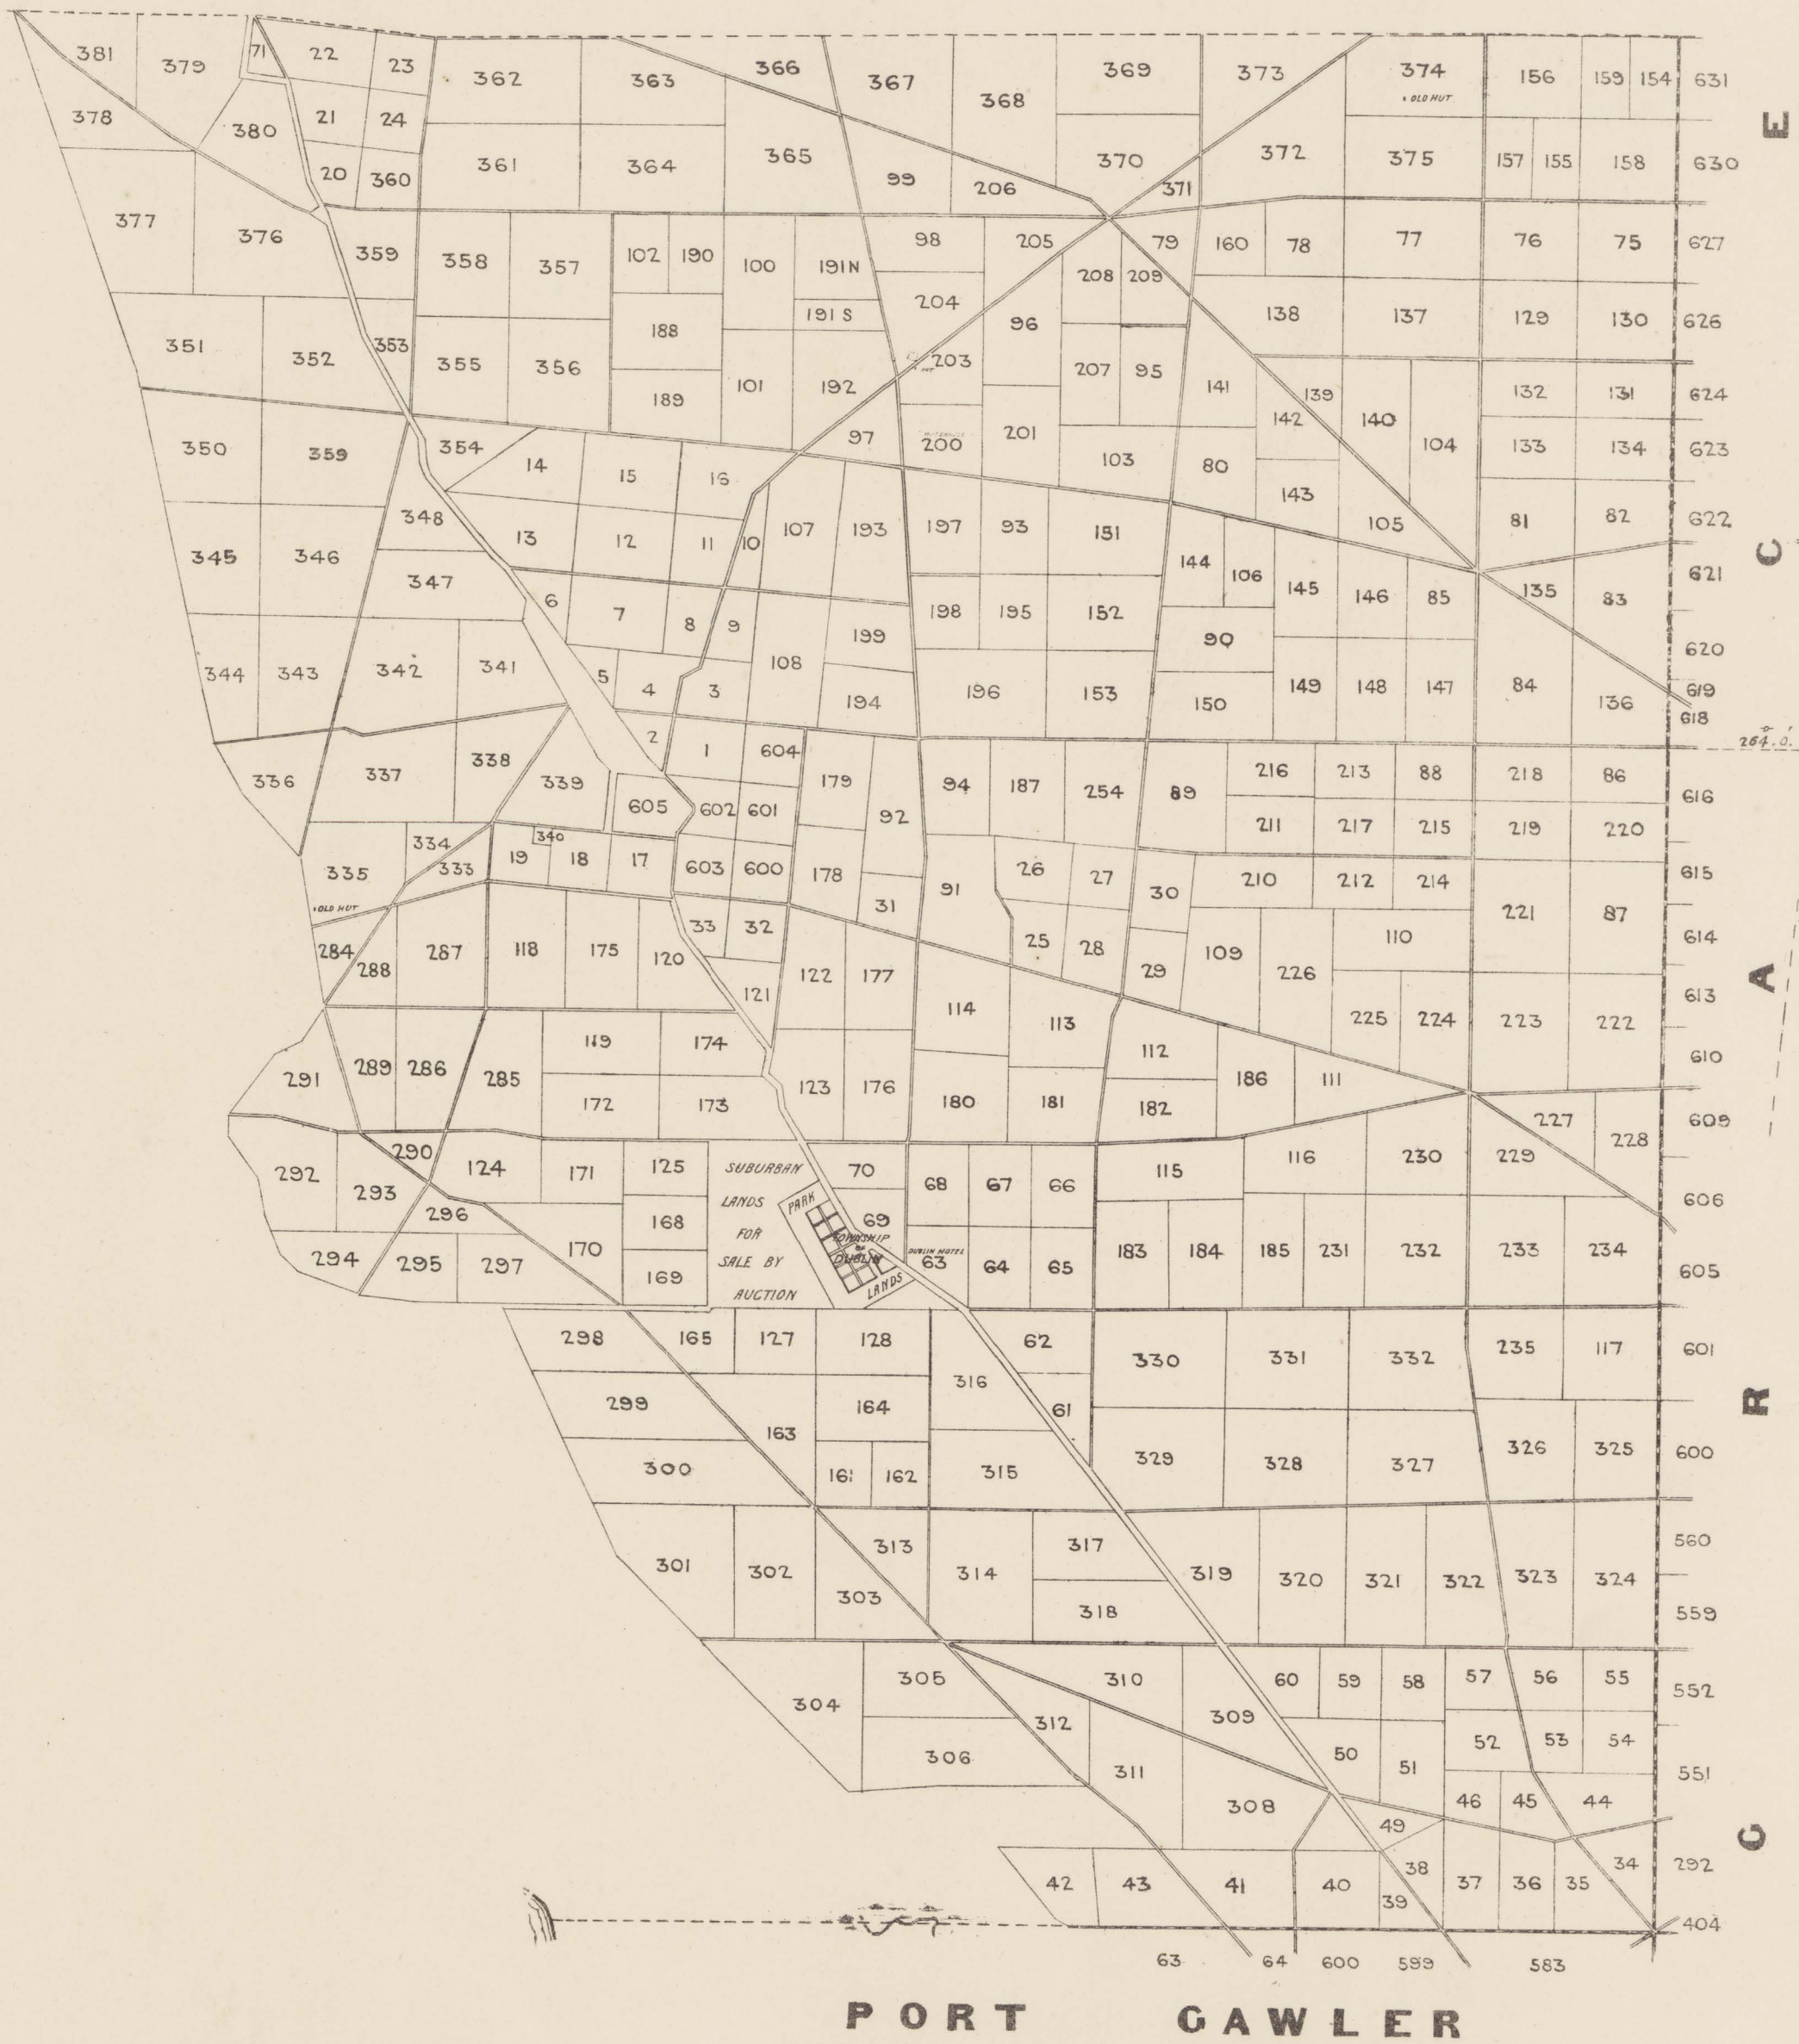 381 379 71 22 23 362 363 366 367 368 369 373 374 156 159 154 631
OLD HUT
378 380 21 24 361 364 365 99 206 370 371 372 375 157 155 158 630
20 360
377 376 359 358 357 102 190 100 191N 98 205 79 160 78 77 76 75 627
208 209
191 S 204 96 138 137 129 130 626
188
351 352 353 355 356 189 101 192 203 207 95 141 139 132 131 624
142 140
350 359 354 14 15 16 97 200 201 103 80 104 133 134 623
143
348 13 12 11 10 107 193 197 93 151 105 81 82 622
345 346 347 144 106 145 146 85 135 83 621
6 7 8 9 199 198 195 152 90 620
344 343 342 341 5 4 3 108 194 196 153 150 149 148 147 84 136 619
618
264.0.
2 1 604
336 337 338 339 605 602 601 179 92 94 187 254 89 216 213 88 218 86 616
211 217 215 219 220
335 334 333 19 340 18 17 603 600 178 31 91 26 27 30 210 212 214 615
OLD HUT
221 87
284 288 287 118 175 120 33 32 122 177 25 28 29 109 226 110 614
121
114 113 225 224 223 222 613
291 289 286 285 119 174 112 610
172 173 123 176 180 181 182 186 111
227 228 609
292 293 290 124 171 125 SUBURBAN 70 68 67 66 115 116 230 229
LANDS PARK 606
296 168 FOR 69
TOWNSHIP
OF
DUBLIN
DUBLIN HOTEL
294 295 297 170 169 SALE BY 63 64 65 183 184 185 231 232 233 234 605
AUCTION LANDS
298 165 127 128 62 330 331 332 235 117 601
299 164 316 61
163
300 161 162 315 329 328 327 326 325 600
313 317 560
301 302 303 314 318 319 320 321 322 323 324 559
304 305 310 60 59 58 57 56 55 552
306 312 311 309 50 51 52 53 54 551
308 49 46 45 44
42 43 41 40 39 38 37 36 35 34 292
404
63 64 600 599 583
E
C
A
R
G
PORT GAWLER